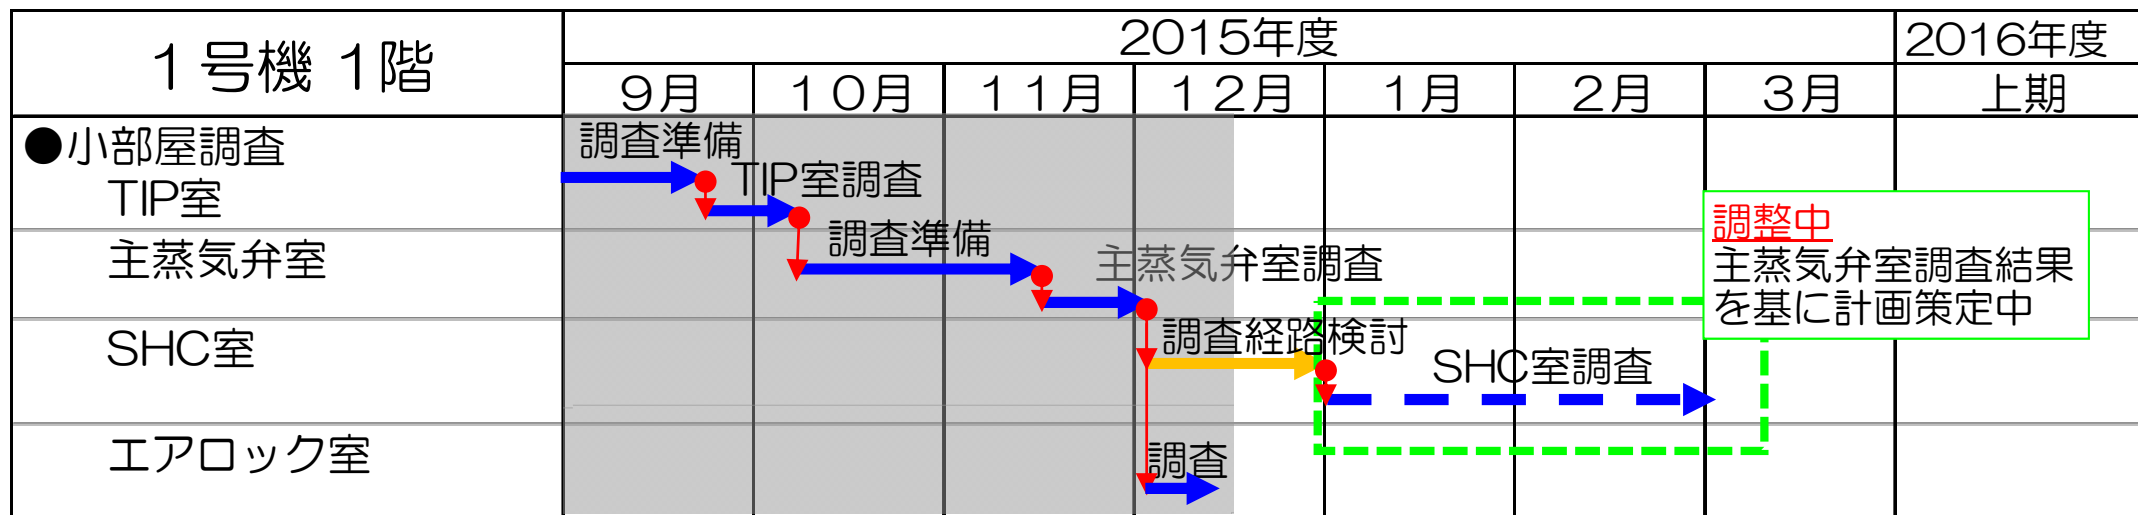 １号機 １階
２０１５年度
２０１６年度
９月
１０月
１１月
１２月
１月
２月
３月
上期
●小部屋調査
TIP室
調査準備
TIP室調査
主蒸気弁室
調査準備
主蒸気弁室調査
調整中
主蒸気弁室調査結果
を基に計画策定中
SHC室
調査経路検討
SHC室調査
エアロック室
調査